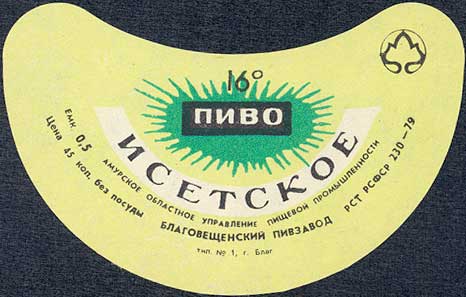 16°
ПИВО
ИСЕТСКОЕ
Емк 0,5
Цена 45 коп. без посуды
АМУРСКОЕ ОБЛАСТНОЕ УПРАВЛЕНИЕ ПИЩЕВОЙ ПРОМЫШЛЕННОСТИ
БЛАГОВЕЩЕНСКИЙ ПИВЗАВОД
РСТ РСФСР 230—79
тип. № 1, г. Благ